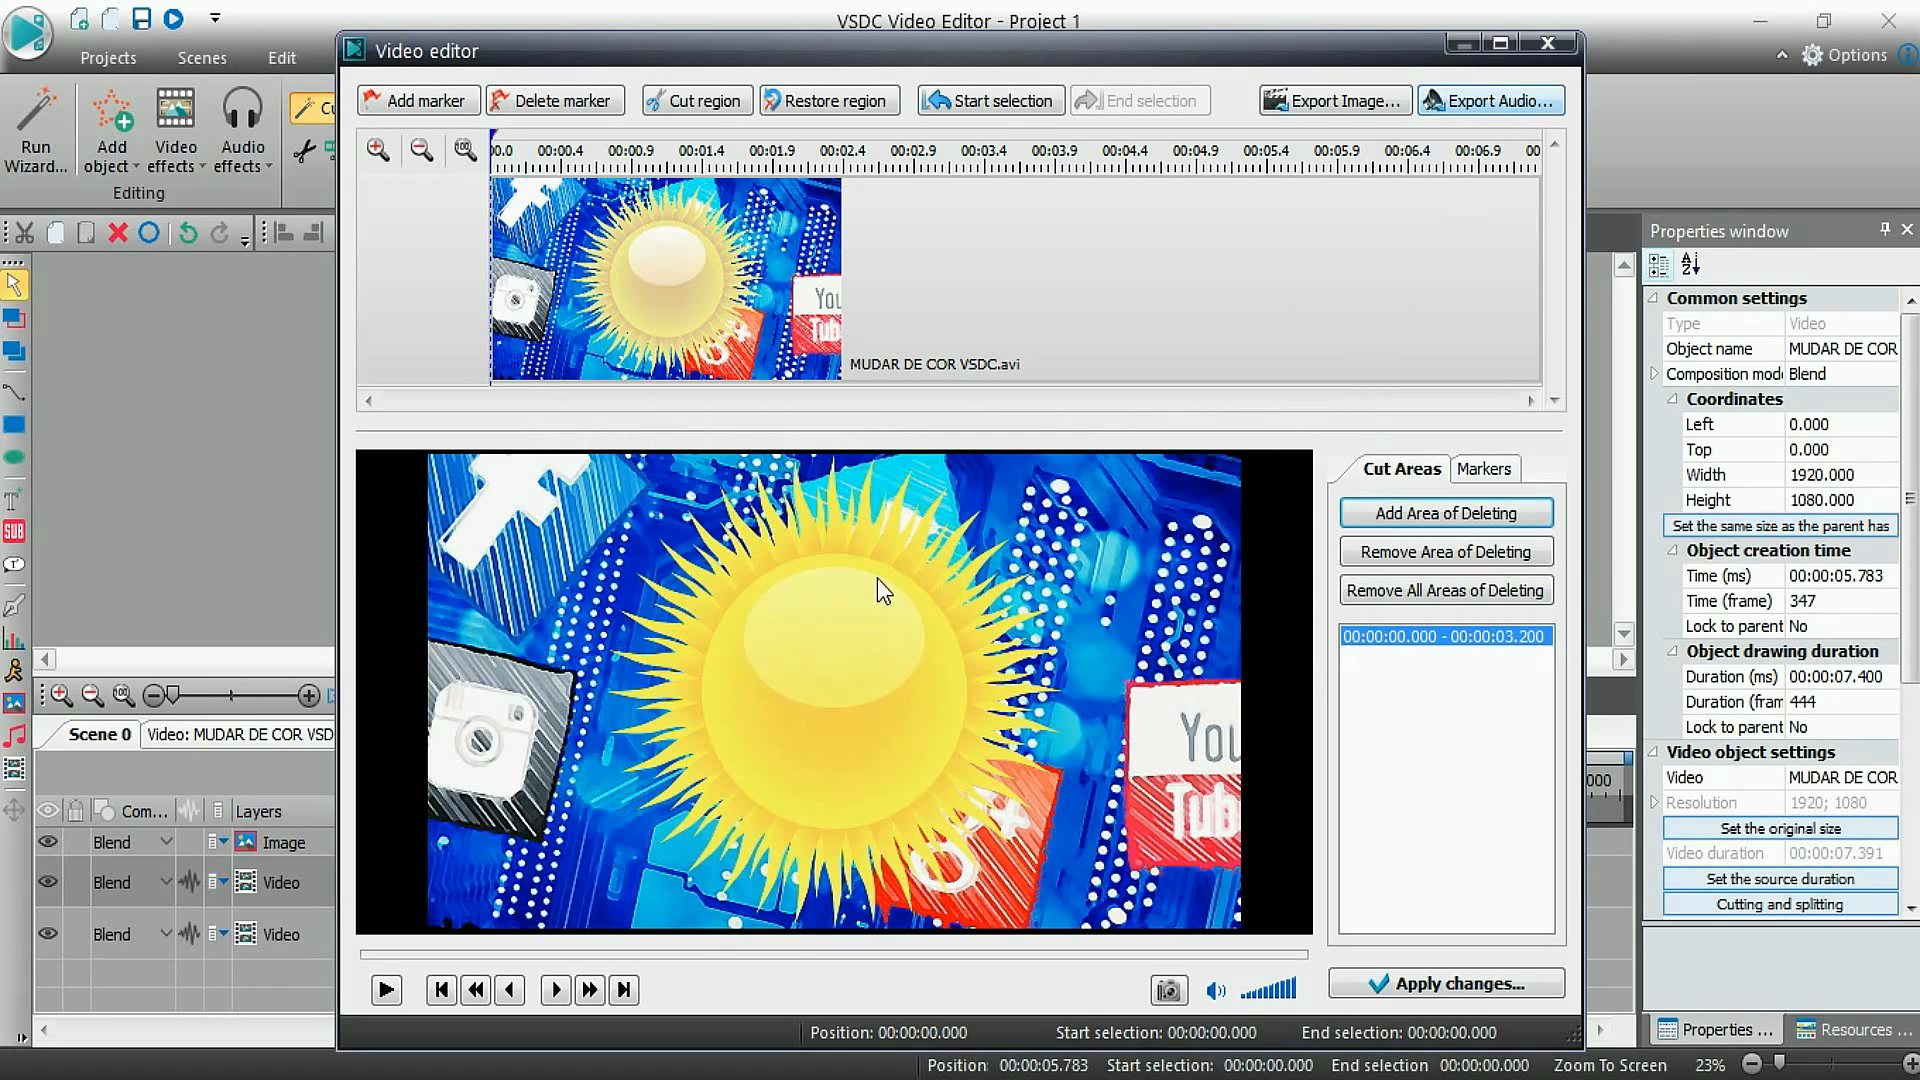 VSDC Video Editor - Project 1
Projects
Scenes
Edit
Options
Video editor
Add marker
Delete marker
Cut region
Restore region
Start selection
End selection
Export Image...
Export Audio...
Run Wizard...
Add object
Video effects
Audio effects
Cu
Editing
00.0 00:00.4 00:00.9 00:01.4 00:01.9 00:02.4 00:02.9 00:03.4 00:03.9 00:04.4 00:04.9 00:05.4 00:05.9 00:06.4 00:06.9 00
You
Tub
MUDAR DE COR VSDC.avi
SUB
You
Tub
Cut Areas
Markers
Add Area of Deleting
Remove Area of Deleting
Remove All Areas of Deleting
00:00:00.000 - 00:00:03.200
Apply changes...
Position: 00:00:00.000
Start selection: 00:00:00.000
End selection: 00:00:00.000
Scene 0
Video: MUDAR DE COR VSD
Com...
Layers
Blend
Image
Blend
Video
Blend
Video
000
Properties window
Common settings
Type Video
Object name MUDAR DE COR
Composition mod Blend
Coordinates
Left 0.000
Top 0.000
Width 1920.000
Height 1080.000
Set the same size as the parent has
Object creation time
Time (ms) 00:00:05.783
Time (frame) 347
Lock to parent No
Object drawing duration
Duration (ms) 00:00:07.400
Duration (fram 444
Lock to parent No
Video object settings
Video MUDAR DE COR
Resolution 1920; 1080
Set the original size
Video duration 00:00:07.391
Set the source duration
Cutting and splitting
Properties ...
Resources ...
Position: 00:00:05.783
Start selection: 00:00:00.000
End selection 00:00:00.000
Zoom To Screen
23%